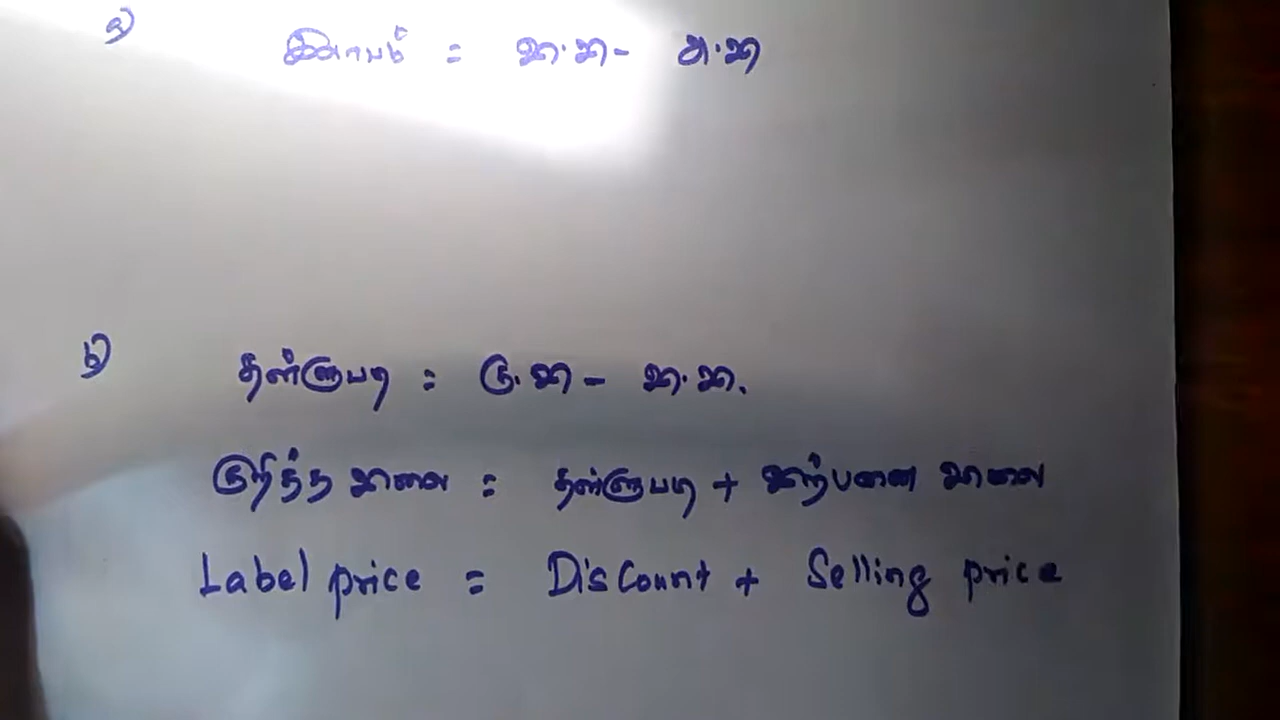 a) இலாபம் = வி.வி - அ.வி
b) தள்ளுபடி = கு.வி - வி.வி.
குறித்த விலை = தள்ளுபடி + விற்பனை விலை
Label price = Discount + Selling price